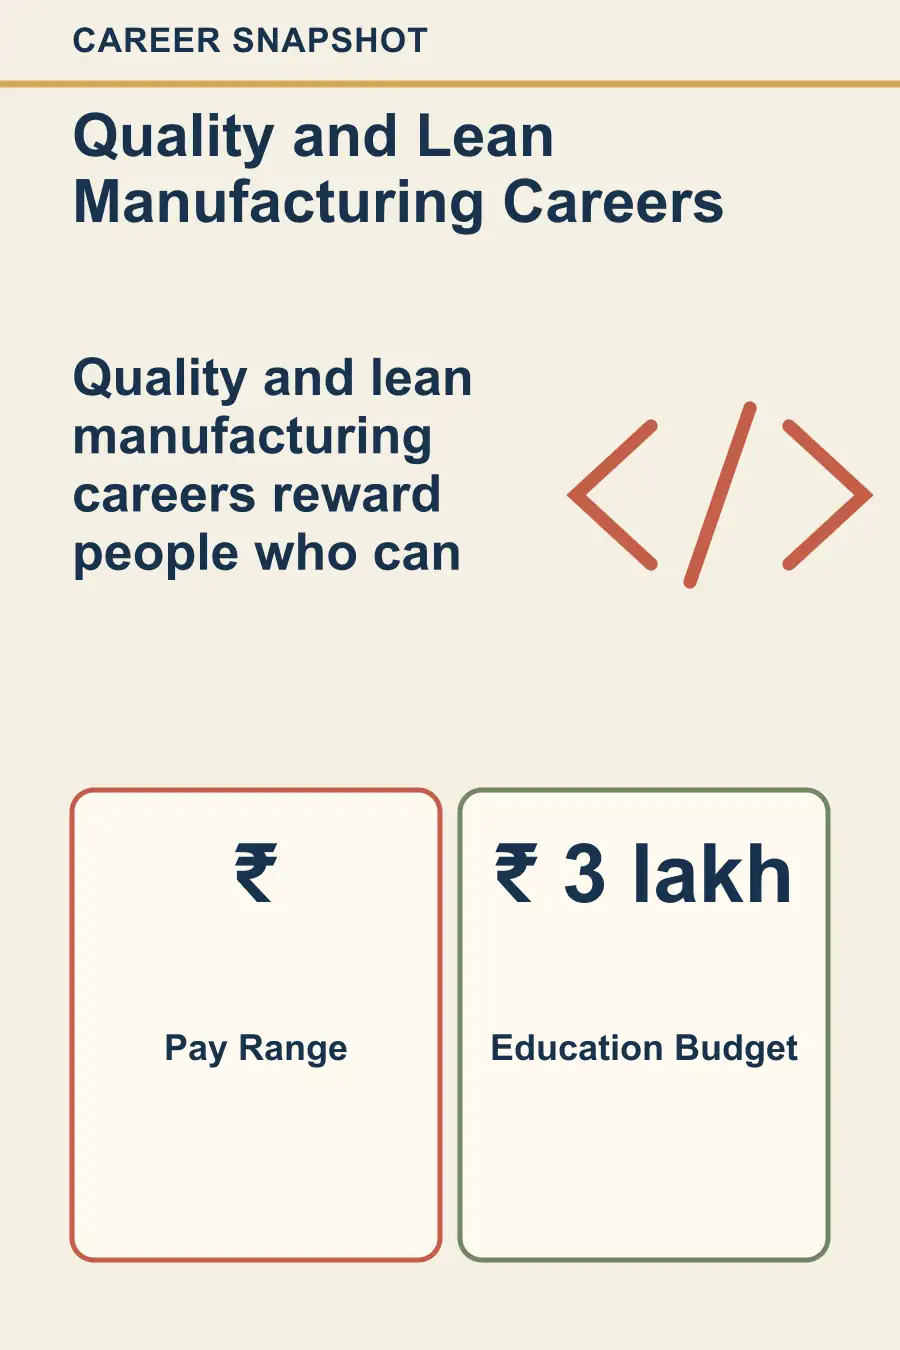 CAREER SNAPSHOT
Quality and Lean
Manufacturing Careers
Quality and lean
manufacturing
careers reward
people who can
</>
₹
₹ 3 lakh
Pay Range
Education Budget